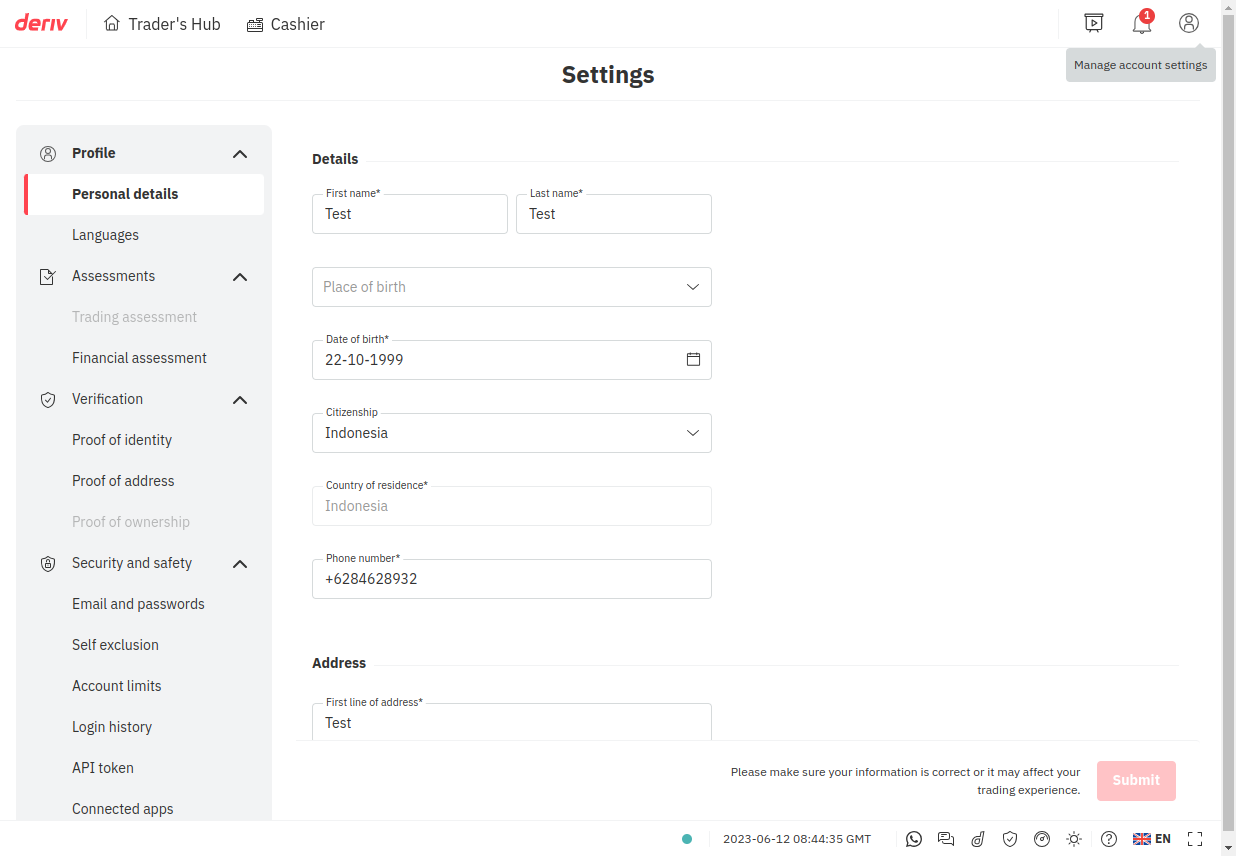 deriv
Trader's Hub
Cashier
1
Manage account settings
Settings
Profile
Personal details
Languages
Assessments
Trading assessment
Financial assessment
Verification
Proof of identity
Proof of address
Proof of ownership
Security and safety
Email and passwords
Self exclusion
Account limits
Login history
API token
Connected apps
Details
First name*
Test
Last name*
Test
Place of birth
Date of birth*
22-10-1999
Citizenship
Indonesia
Country of residence*
Indonesia
Phone number*
+6284628932
Address
First line of address*
Test
Please make sure your information is correct or it may affect your
trading experience.
Submit
2023-06-12 08:44:35 GMT
EN